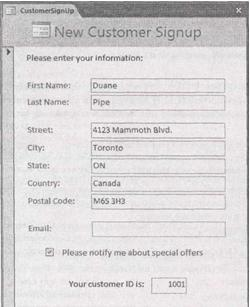 CustomerSignUp
New Customer Signup
Please enter your information:
First Name: Duane
Last Name: Pipe
Street: 4123 Mammoth Blvd.
City: Toronto
State: ON
Country: Canada
Postal Code: M6S 3H3
Email:
Please notify me about special offers
Your customer ID is: 1001